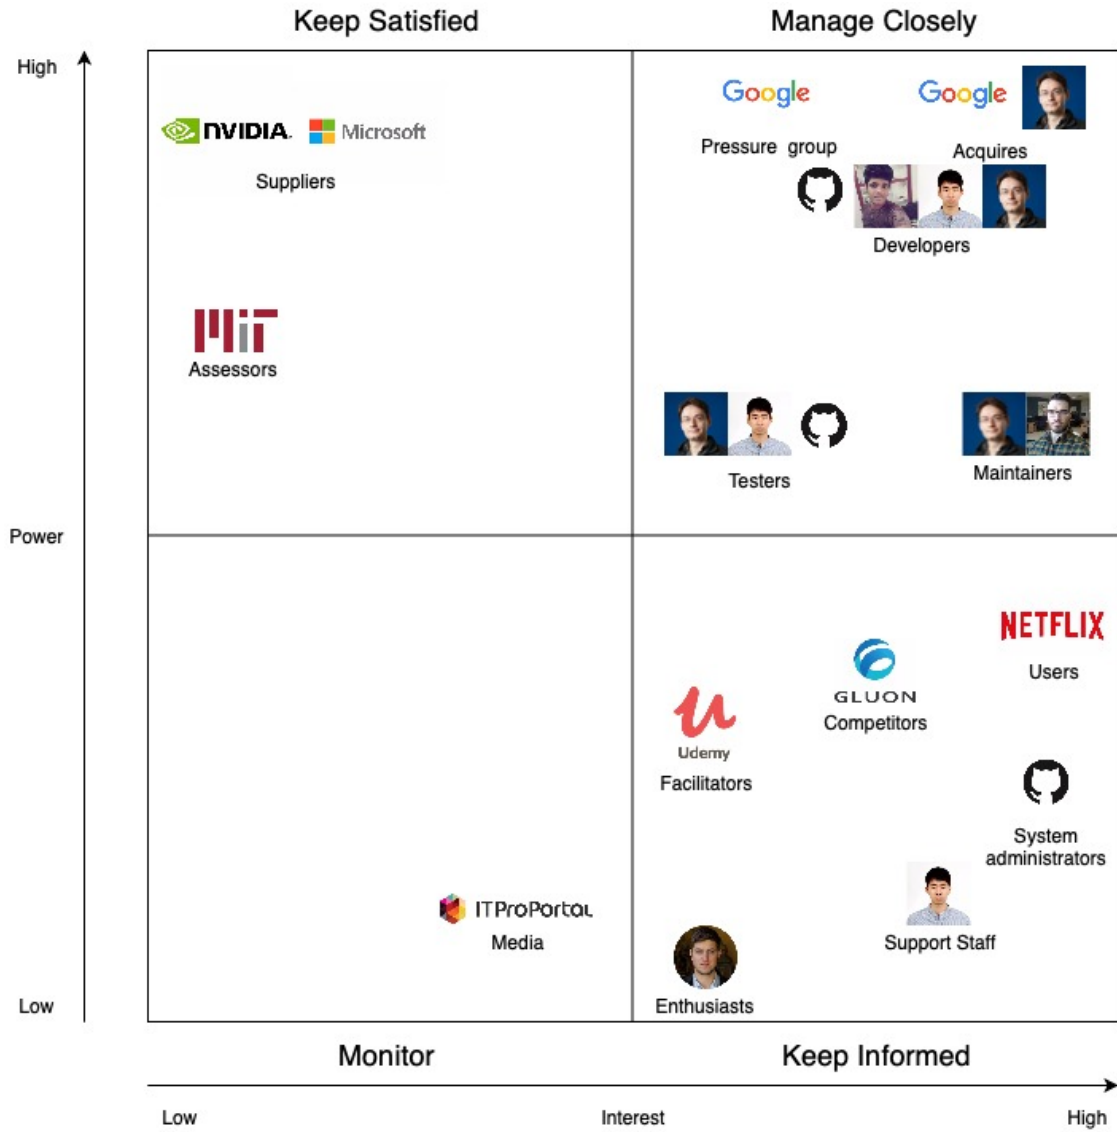 Keep Satisfied
Manage Closely
High
Google
Google
NVIDIA
Microsoft
Pressure group
Acquires
Suppliers
Developers
MiT
Assessors
Testers
Maintainers
Power
NETFLIX
Users
GLUON
Competitors
Udemy
Facilitators
System
administrators
ITProPortal
Media
Support Staff
Enthusiasts
Low
Monitor
Keep Informed
Low
Interest
High